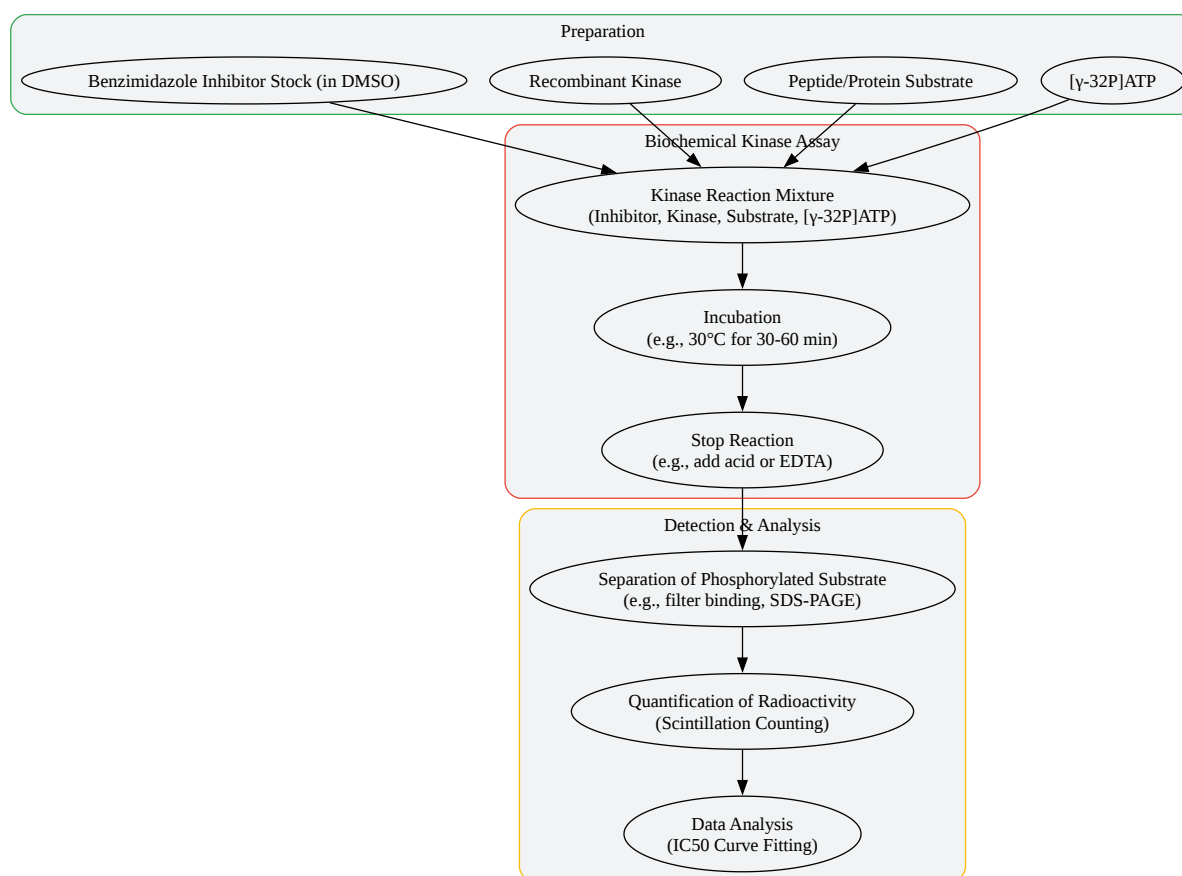 Preparation
Benzimidazole Inhibitor Stock (in DMSO)
Recombinant Kinase
Peptide/Protein Substrate
[γ-32P]ATP
Biochemical Kinase Assay
Kinase Reaction Mixture
(Inhibitor, Kinase, Substrate, [γ-32P]ATP)
Incubation
(e.g., 30°C for 30-60 min)
Stop Reaction
(e.g., add acid or EDTA)
Detection & Analysis
Separation of Phosphorylated Substrate
(e.g., filter binding, SDS-PAGE)
Quantification of Radioactivity
(Scintillation Counting)
Data Analysis
(IC50 Curve Fitting)